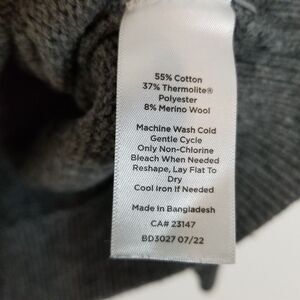 55% Cotton
37% Thermolite®
Polyester
8% Merino Wool
Machine Wash Cold
Gentle Cycle
Only Non-Chlorine
Bleach When Needed
Reshape, Lay Flat To
Dry
Cool Iron If Needed
Made In Bangladesh
CA# 23147
BD3027 07/22